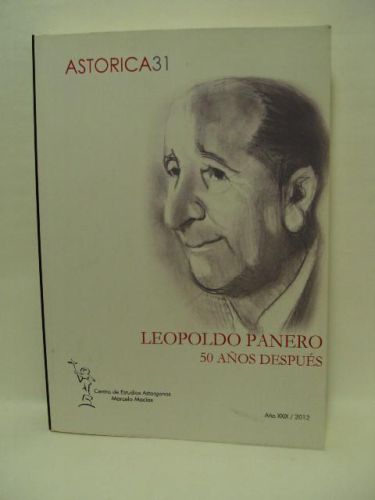 ASTORICA31
LEOPOLDO PANERO
50 AÑOS DESPUÉS
Centro de Estudios Astorganos
Marcelo Macías
Año XXIX / 2012